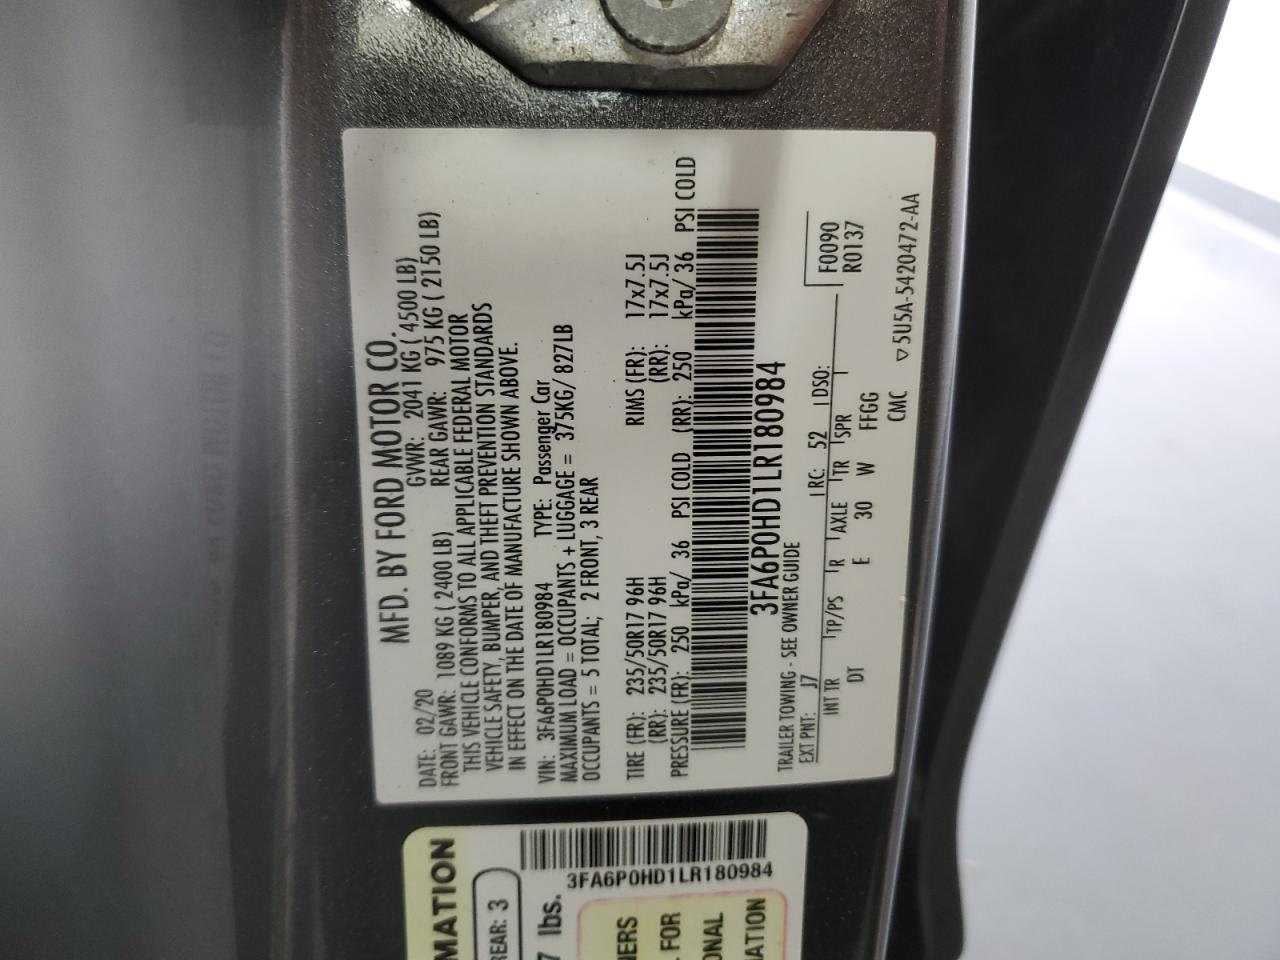 MFD. BY FORD MOTOR CO.
DATE: 02/20 GVWR: 2041 KG ( 4500 LB)
FRONT GAWR: 1089 KG ( 2400 LB) REAR GAWR: 975 KG ( 2150 LB)
THIS VEHICLE CONFORMS TO ALL APPLICABLE FEDERAL MOTOR
VEHICLE SAFETY, BUMPER, AND THEFT PREVENTION STANDARDS
IN EFFECT ON THE DATE OF MANUFACTURE SHOWN ABOVE.
VIN: 3FA6P0HD1LR180984 TYPE: Passenger Car
MAXIMUM LOAD = OCCUPANTS + LUGGAGE = 375KG/ 827LB
OCCUPANTS = 5 TOTAL; 2 FRONT, 3 REAR
TIRE (FR): 235/50R17 96H RIMS (FR): 17x7.5J
(RR): 235/50R17 96H (RR): 17x7.5J
PRESSURE (FR): 250 kPa/ 36 PSI COLD (RR): 250 kPa/ 36 PSI COLD
3FA6P0HD1LR180984
TRAILER TOWING - SEE OWNER GUIDE
EXT PNT: J7 RC: 52 DSO: F0090
R0137
INT TR TP/PS R AXLE TR SPR
DT E 30 W FFGG
CMC ▽5U5A-5420472-AA
MATION
REAR: 3
7 lbs.
3FA6P0HD1LR180984
NERS
FOR
ONAL
MATION